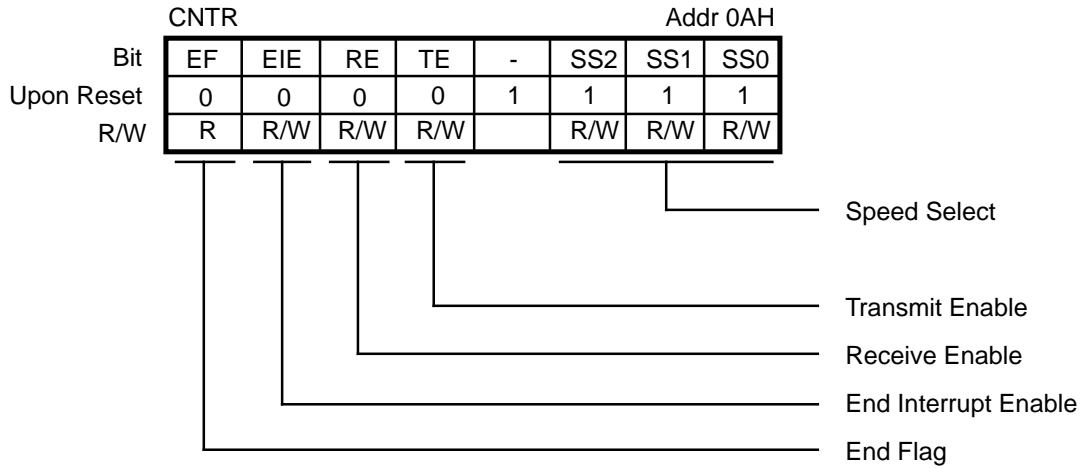 CNTR Addr 0AH
Bit EF EIE RE TE - SS2 SS1 SS0
Upon Reset 0 0 0 0 1 1 1 1
R/W R R/W R/W R/W R/W R/W R/W
Speed Select
Transmit Enable
Receive Enable
End Interrupt Enable
End Flag